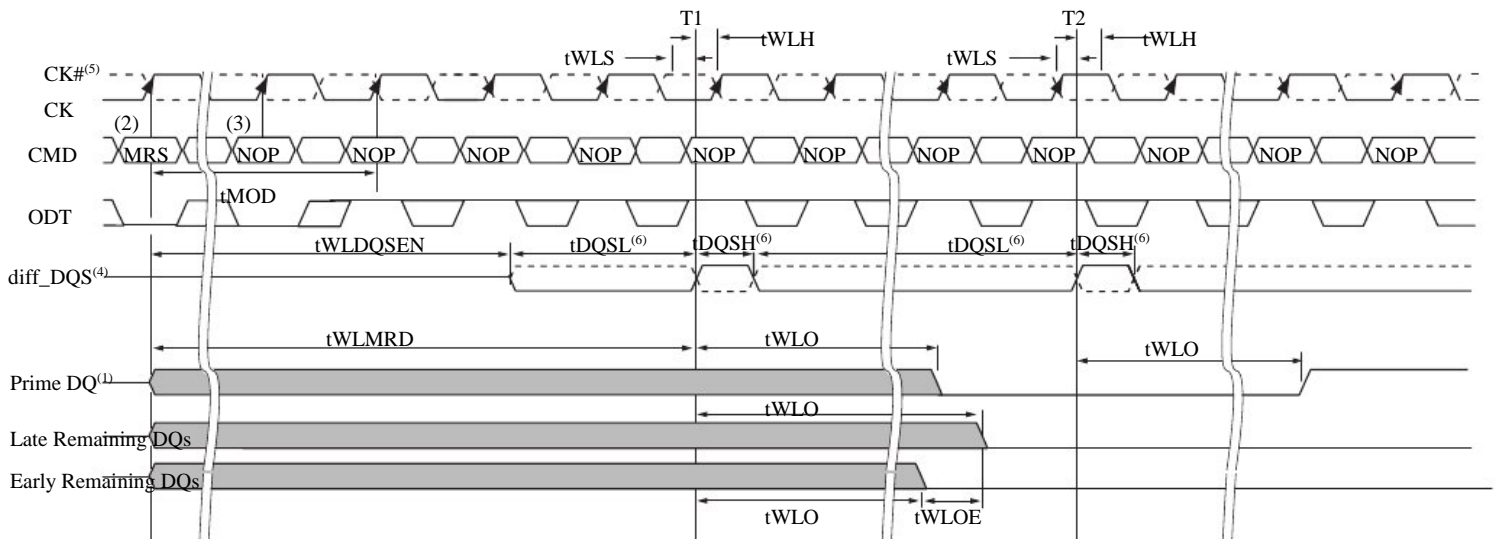 T1 T2
tWLH tWLH
tWLS tWLS
CK#(5)
CK
(2) (3)
CMD MRS NOP NOP NOP NOP NOP NOP NOP NOP NOP NOP NOP
tMOD
ODT
tWLDQSEN tDQSL(6) tDQSH(6) tDQSL(6) tDQSH(6)
diff_DQS(4)
tWLMRD tWLO tWLO
Prime DQ(1)
tWLO
Late Remaining DQs
Early Remaining DQs
tWLO tWLOE